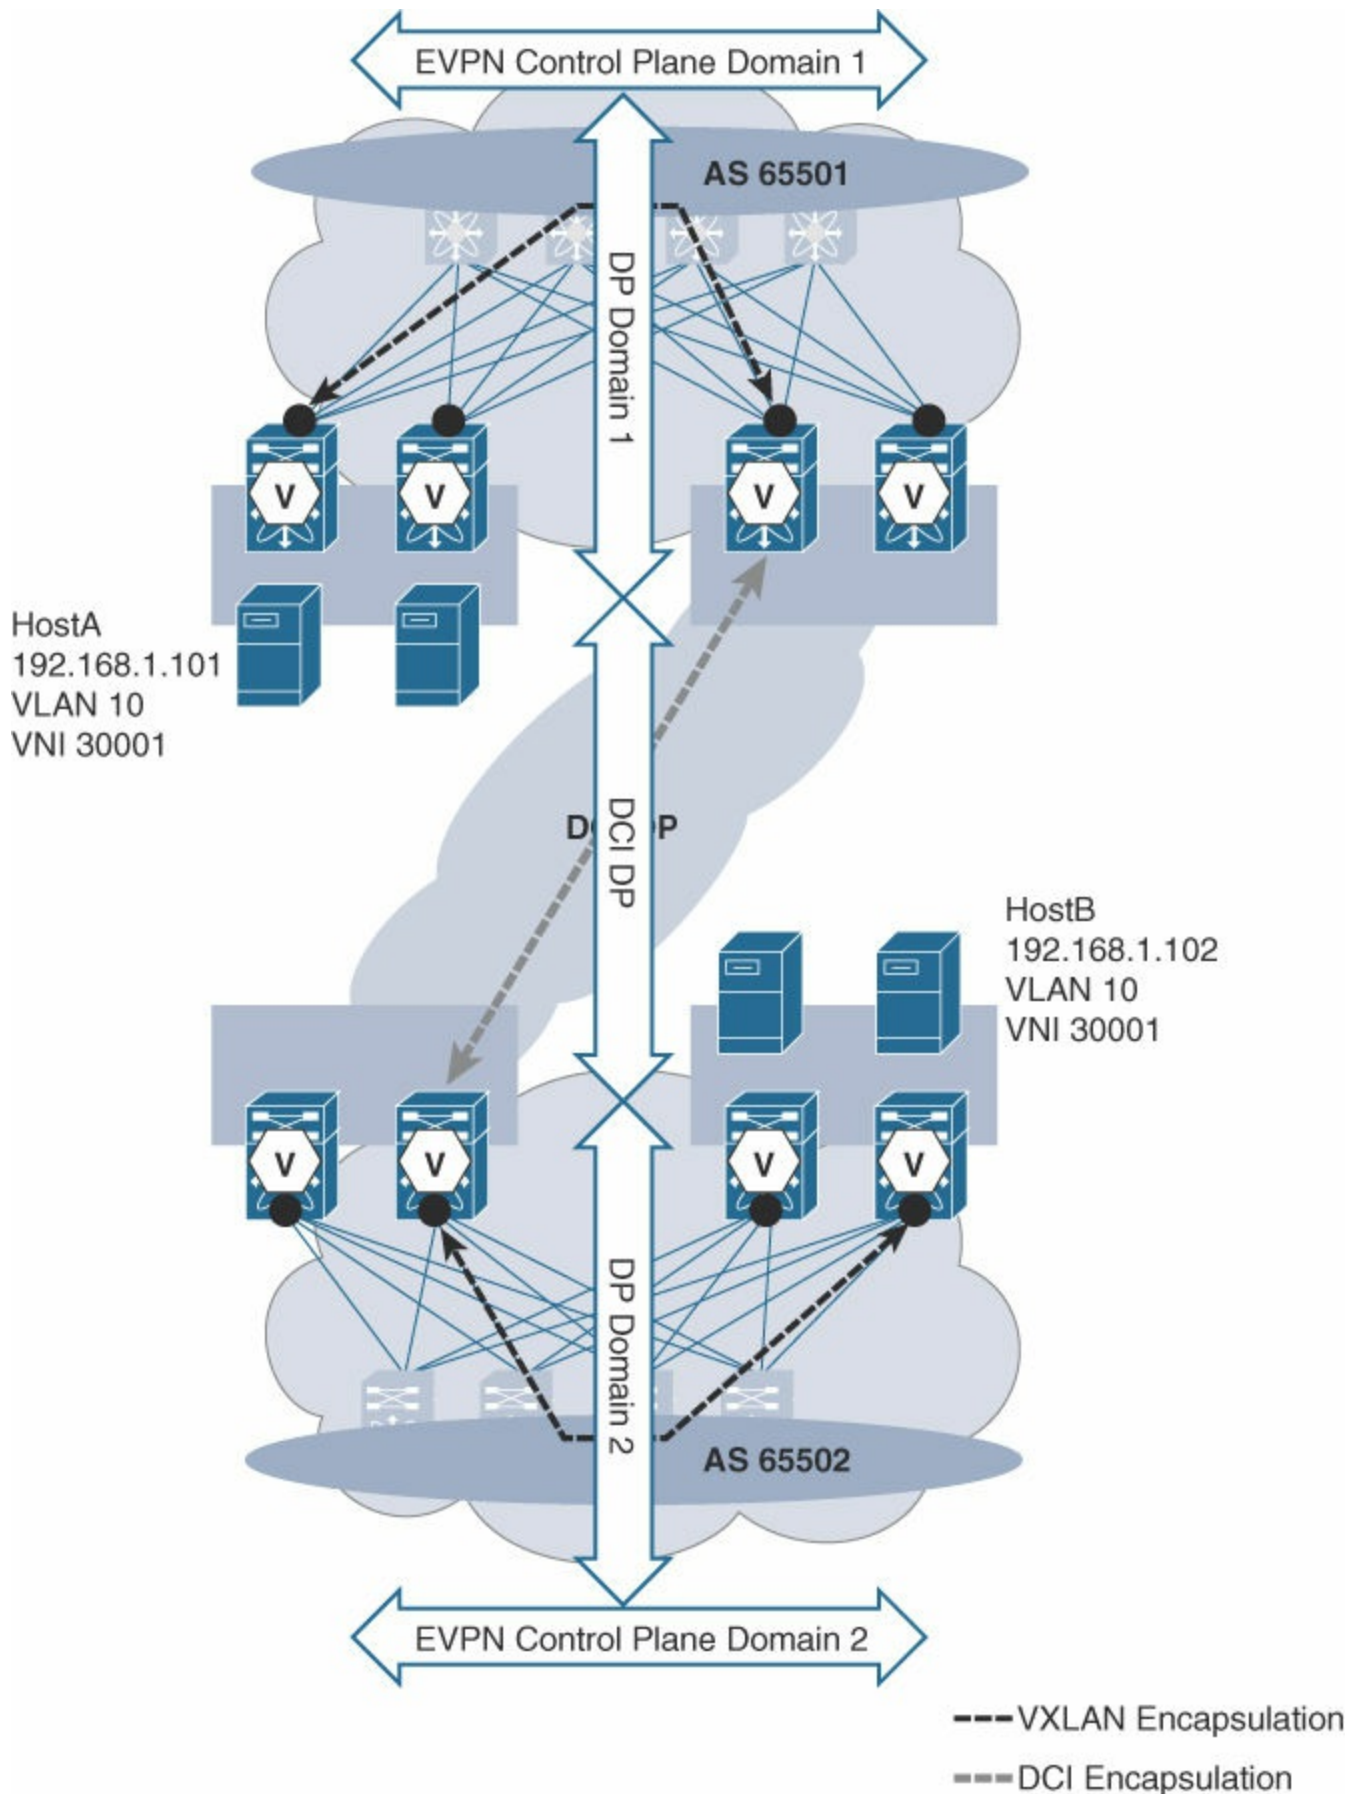 EVPN Control Plane Domain 1
AS 65501
DP Domain 1
V
V
V
V
HostA
192.168.1.101
VLAN 10
VNI 30001
DCI DP
HostB
192.168.1.102
VLAN 10
VNI 30001
V
V
V
V
DP Domain 2
AS 65502
EVPN Control Plane Domain 2
VXLAN Encapsulation
DCI Encapsulation